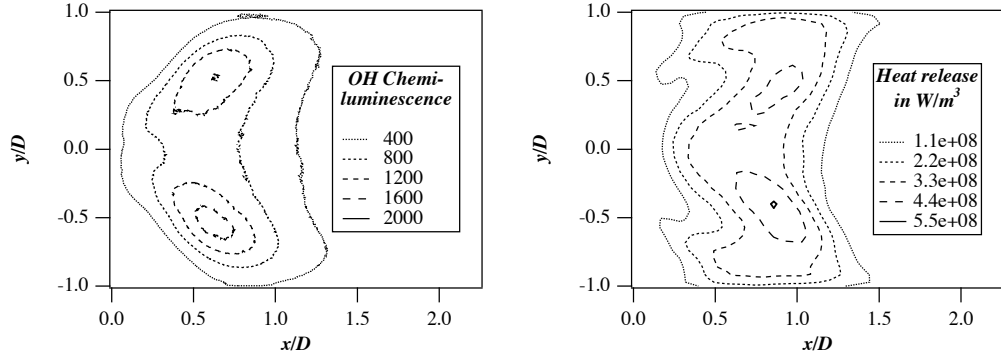 1.0
0.5
0.0
-0.5
-1.0
y/D
0.0
0.5
1.0
1.5
2.0
x/D
OH Chemi-
luminescence
400
800
1200
1600
2000
1.0
0.5
0.0
-0.5
-1.0
y/D
0.0
0.5
1.0
1.5
2.0
x/D
Heat release
in W/m³
1.1e+08
2.2e+08
3.3e+08
4.4e+08
5.5e+08